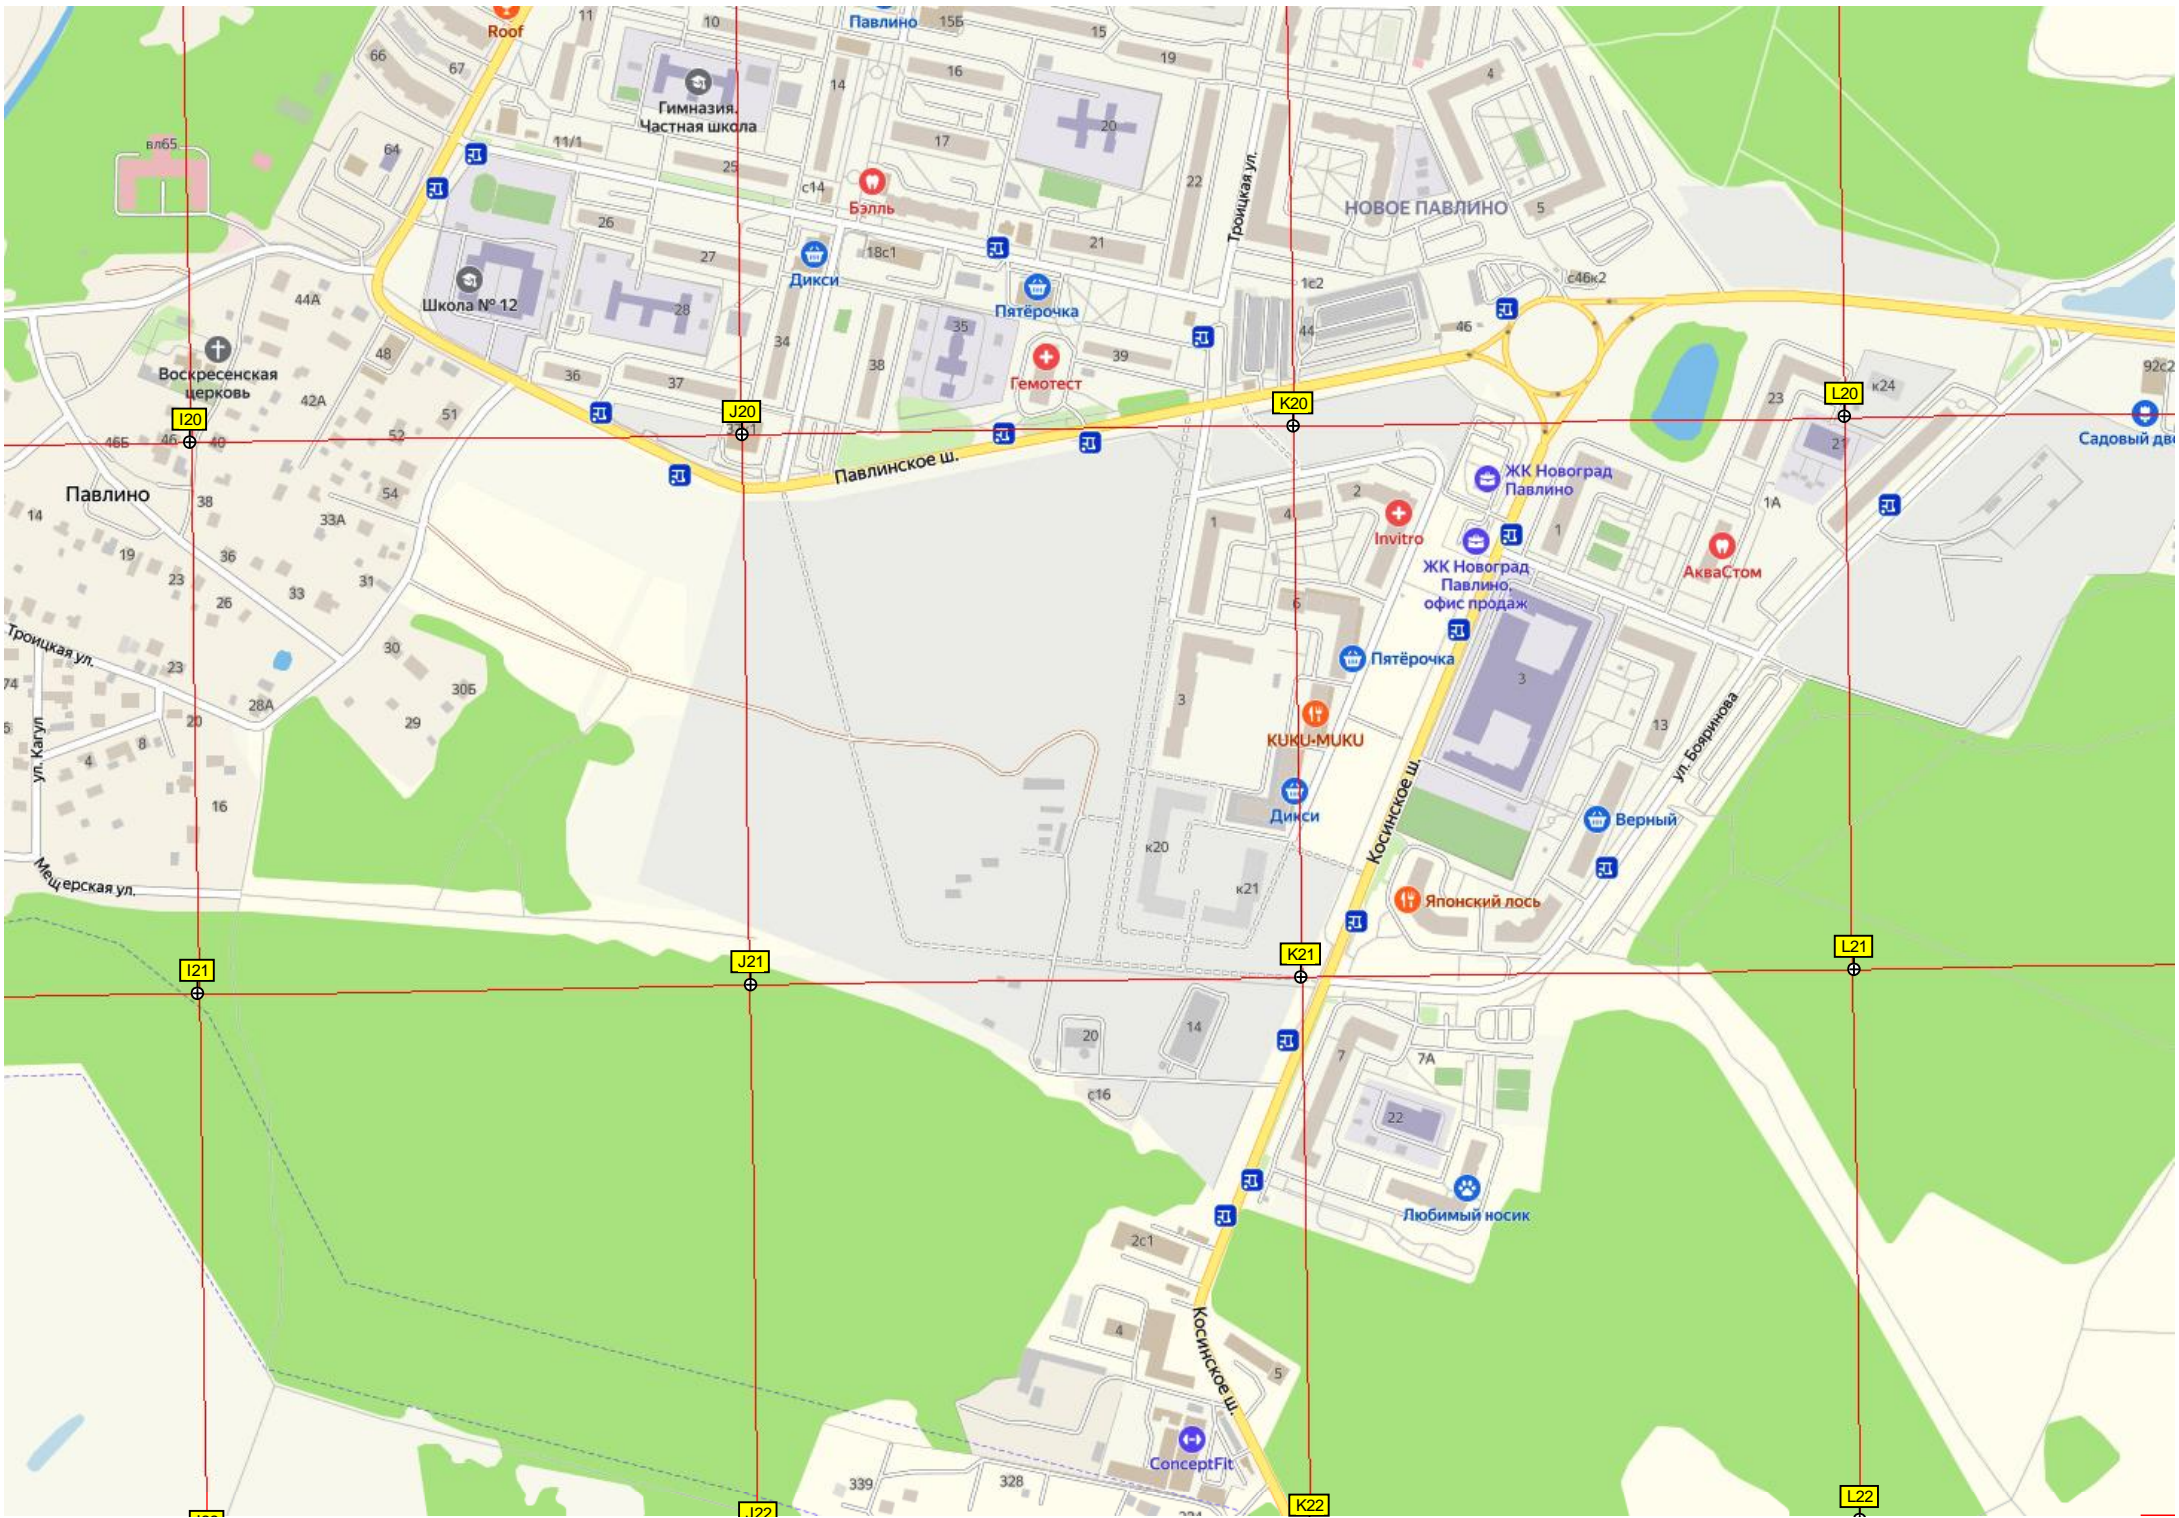 Roof
11
10
Павлино
15Б
15
19
66
67
14
16
4
Гимназия.
Частная школа
20
вл65
64
11/1
17
25
с14
22
Троицкая ул.
Бэлль
НОВОЕ ПАВЛИНО
5
26
27
18с1
21
Дикси
Школа № 12
44А
28
Пятёрочка
1с2
с46к2
34
35
44
46
48
38
39
Воскресенская
церковь
36
37
Гемотест
42А
51
23
к24
92с2
I20
J20
K20
L20
46Б
46
40
52
21
Садовый дв
Павлинское ш.
ЖК Новоград
Павлино
Павлино
54
38
14
33А
2
4
1
1
1А
Invitro
19
36
23
33
31
26
ЖК Новоград
Павлино,
офис продаж
АкваСтом
6
Троицкая ул.
30
23
74
30Б
Пятёрочка
3
3
28А
20
29
13
ул. Кагул
8
4
KUKU-MUKU
ул. Бояринова
16
Косинское ш.
Дикси
Верный
к20
Мещерская ул.
к21
Японский лось
I21
J21
K21
L21
20
14
7
7А
с16
22
Любимый носик
2с1
4
Косинское ш.
5
ConceptFit
339
328
J22
K22
L22